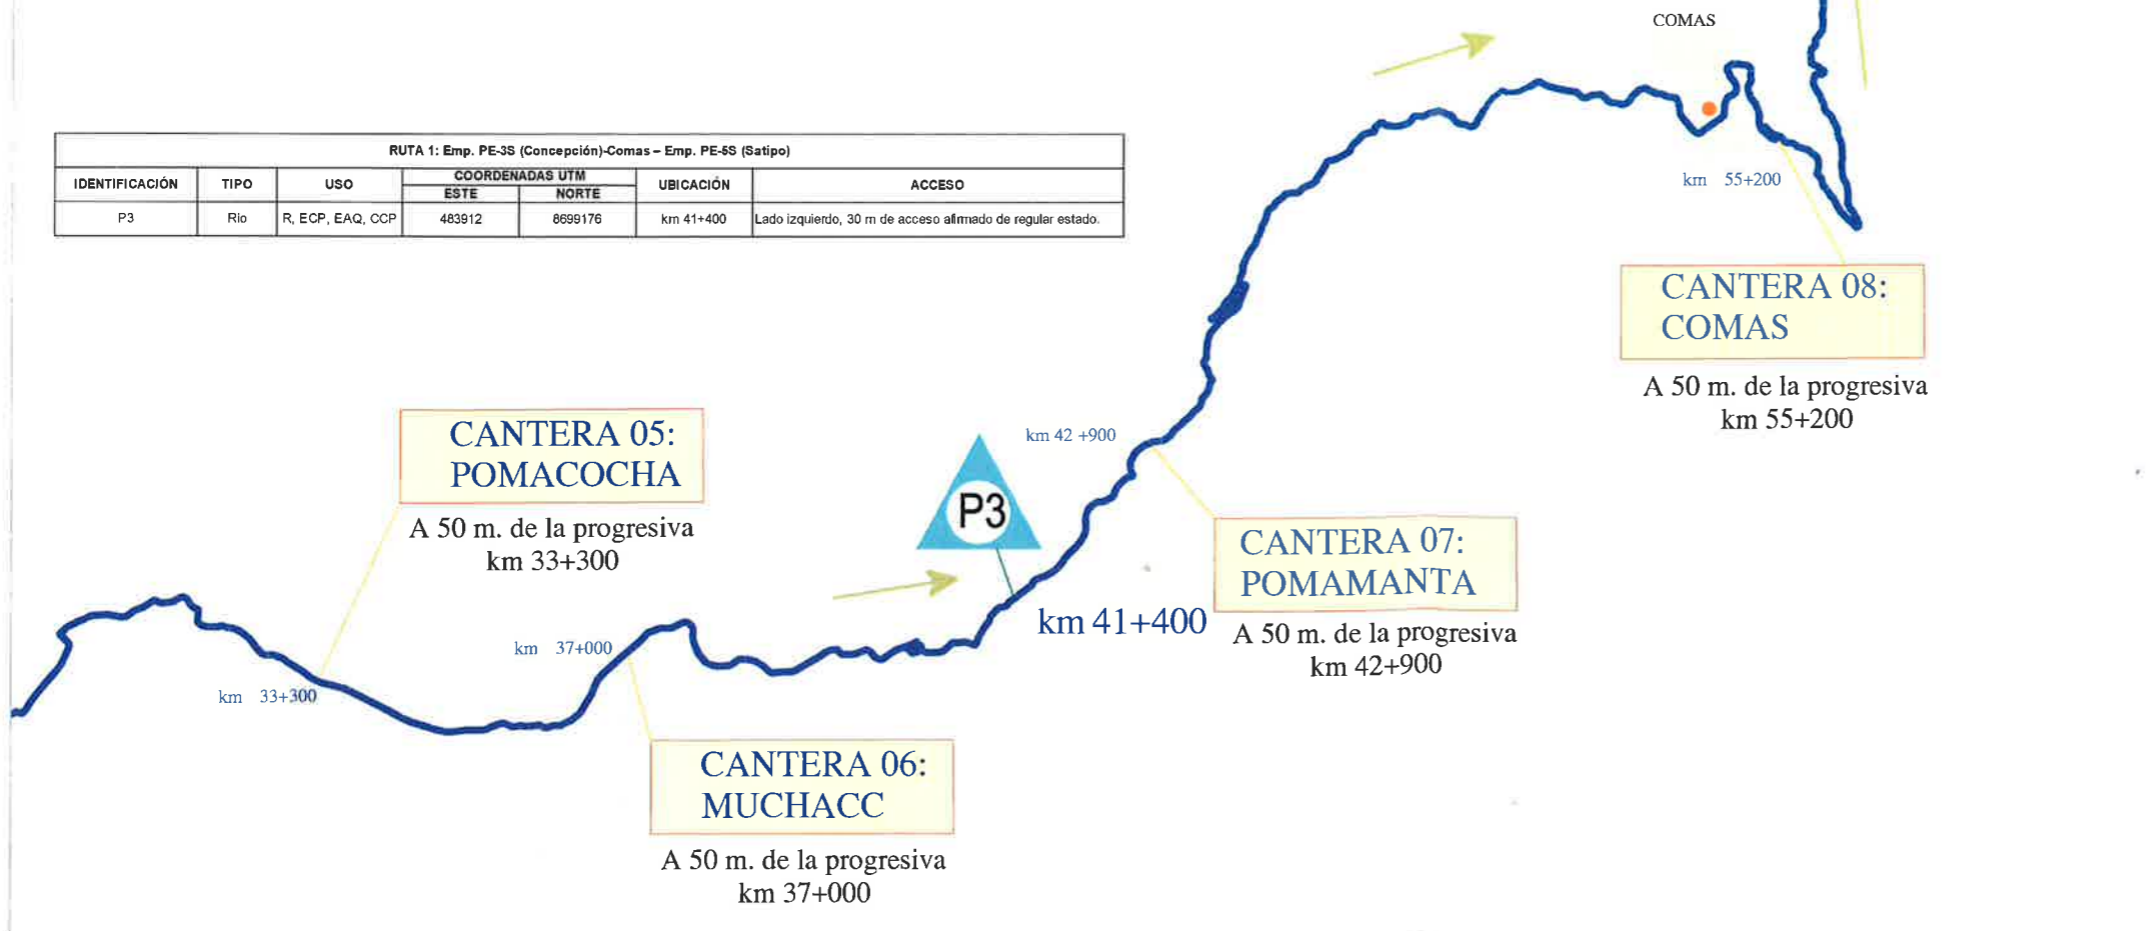 COMAS
RUTA 1: Emp. PE-3S (Concepción)-Comas – Emp. PE-5S (Satipo)
IDENTIFICACIÓN TIPO USO COORDENADAS UTM UBICACIÓN ACCESO
ESTE NORTE
P3 Río R, ECP, EAQ, CCP 483912 8699176 km 41+400 Lado izquierdo, 30 m de acceso afirmado de regular estado.
km 55+200
CANTERA 08:
COMAS
A 50 m. de la progresiva
km 55+200
CANTERA 05:
POMACOCHA
A 50 m. de la progresiva
km 33+300
km 42 +900
P3
CANTERA 07:
POMAMANTA
A 50 m. de la progresiva
km 42+900
km 41+400
km 37+000
km 33+300
CANTERA 06:
MUCHACC
A 50 m. de la progresiva
km 37+000